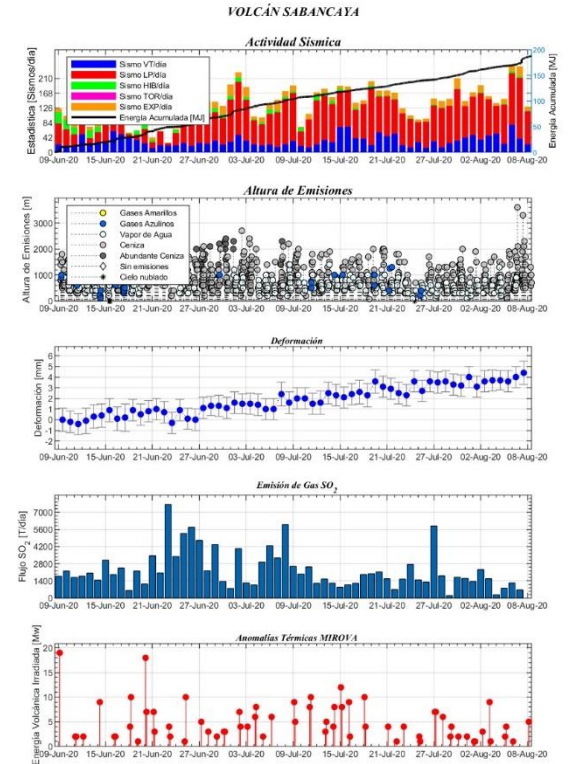 VOLCÁN SABANCAYA
Actividad Sísmica
Estadística [Sismos/día]
Energía Acumulada [MJ]
Sismo VT/día
Sismo LP/día
Sismo HIB/día
Sismo TOR/día
Sismo EXP/día
Energía Acumulada [MJ]
210
168
126
84
42
0
200
150
100
50
0
09-Jun-20 15-Jun-20 21-Jun-20 27-Jun-20 03-Jul-20 09-Jul-20 15-Jul-20 21-Jul-20 27-Jul-20 02-Aug-20 08-Aug-20
Altura de Emisiones
Altura de Emisiones [m]
Gases Amarillos
Gases Azulinos
Vapor de Agua
Ceniza
Abundante Ceniza
Sin emisiones
Cielo nublado
3000
2000
1000
0
09-Jun-20 15-Jun-20 21-Jun-20 27-Jun-20 03-Jul-20 09-Jul-20 15-Jul-20 21-Jul-20 27-Jul-20 02-Aug-20 08-Aug-20
Deformación
Deformación [mm]
6
5
4
3
2
1
0
-1
-2
09-Jun-20 15-Jun-20 21-Jun-20 27-Jun-20 03-Jul-20 09-Jul-20 15-Jul-20 21-Jul-20 27-Jul-20 02-Aug-20 08-Aug-20
Emisión de Gas SO2
Flujo SO2 [T/día]
7000
5600
4200
2800
1400
0
09-Jun-20 15-Jun-20 21-Jun-20 27-Jun-20 03-Jul-20 09-Jul-20 15-Jul-20 21-Jul-20 27-Jul-20 02-Aug-20 08-Aug-20
Anomalías Térmicas MIROVA
Energía Volcánica Irradiada [Mw]
20
15
10
5
0
09-Jun-20 15-Jun-20 21-Jun-20 27-Jun-20 03-Jul-20 09-Jul-20 15-Jul-20 21-Jul-20 27-Jul-20 02-Aug-20 08-Aug-20